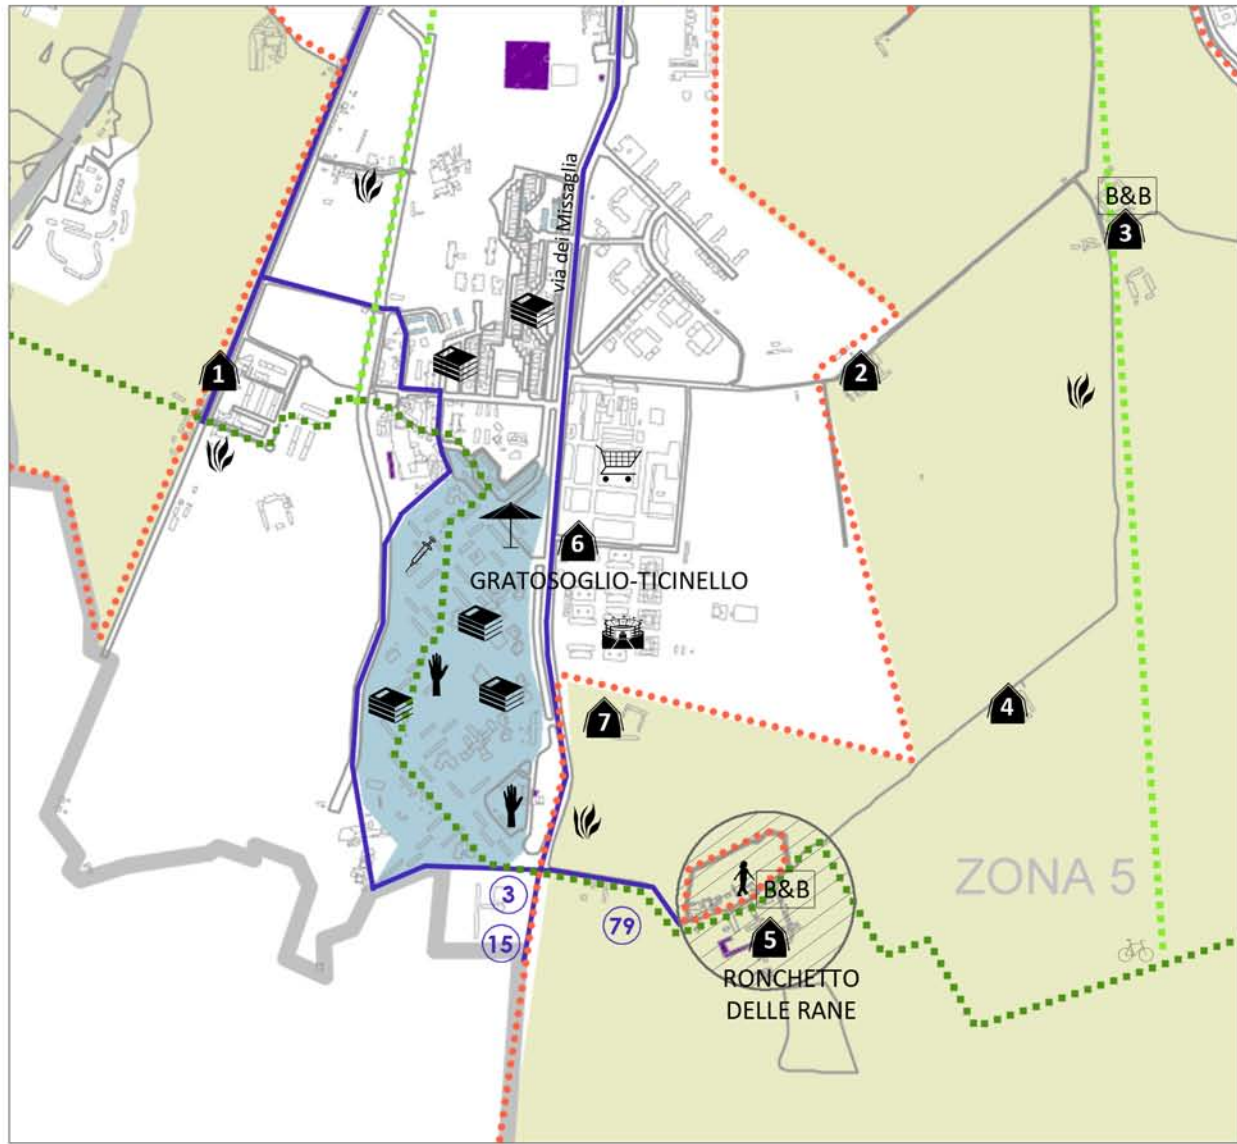 via dei Missaglia
B&B
3
1
2
6
GRATOSOGLIO-TICINELLO
4
7
ZONA 5
3
B&B
79
15
5
RONCHETTO
DELLE RANE